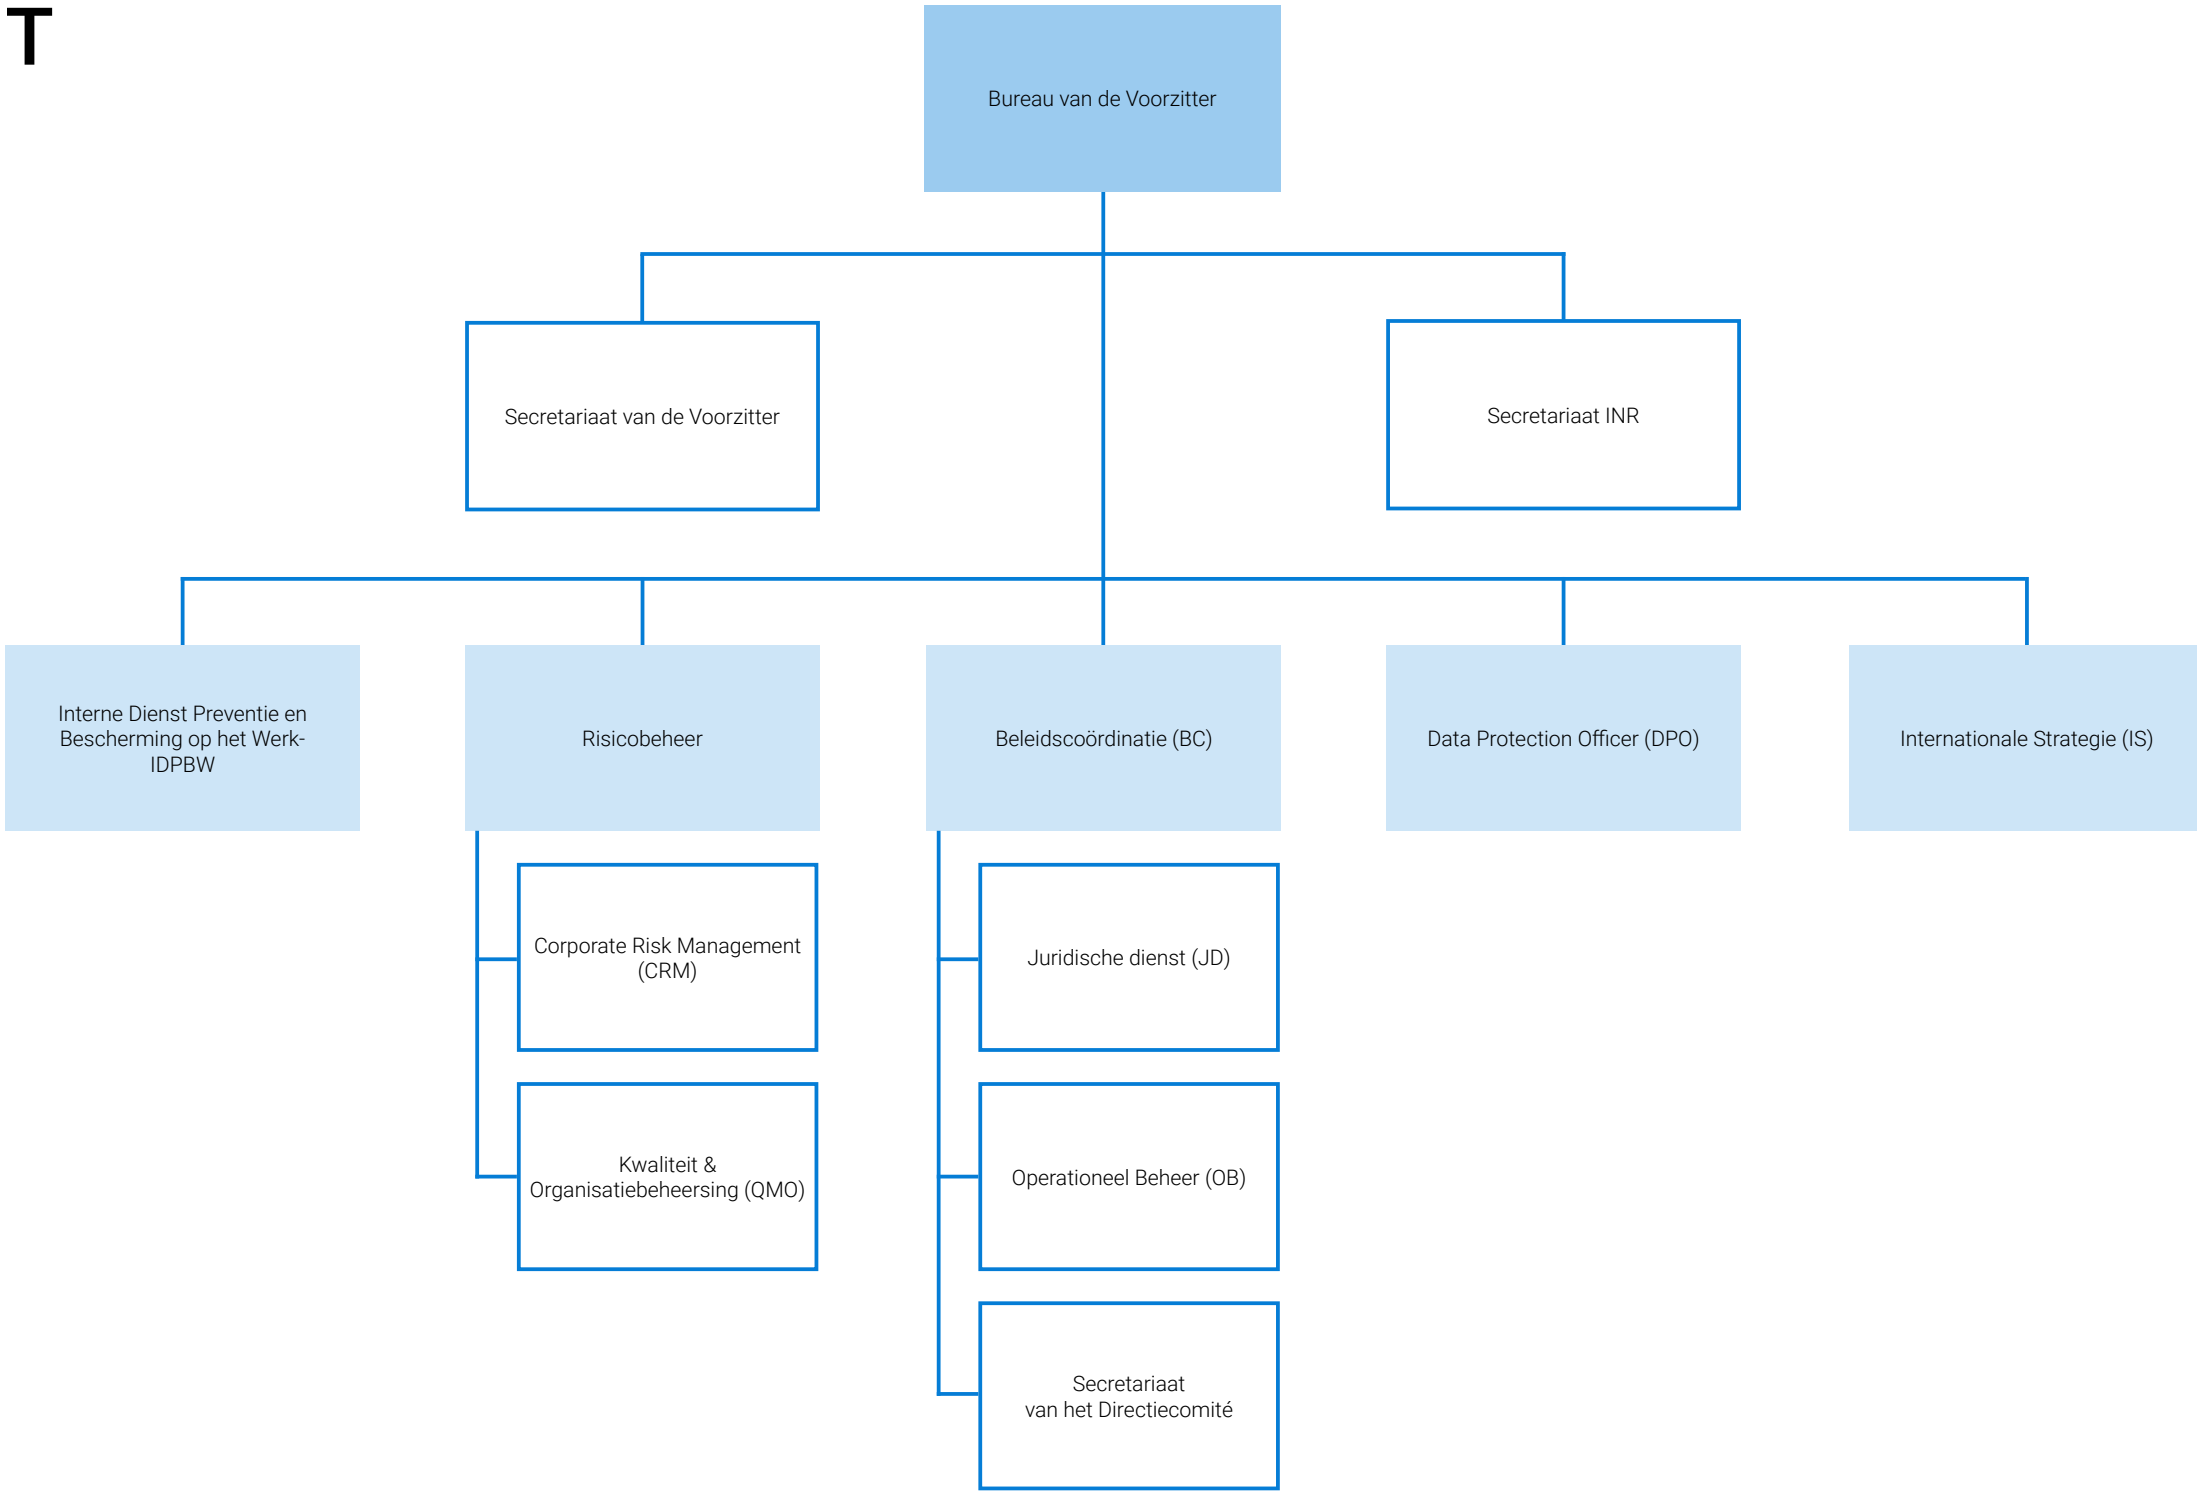 T
Bureau van de Voorzitter
Secretariaat van de Voorzitter
Secretariaat INR
Interne Dienst Preventie en
Bescherming op het Werk-
IDPBW
Risicobeheer
Beleidscoördinatie (BC)
Data Protection Officer (DPO)
Internationale Strategie (IS)
Corporate Risk Management
(CRM)
Juridische dienst (JD)
Kwaliteit &
Organisatiebeheersing (QMO)
Operationeel Beheer (OB)
Secretariaat
van het Directiecomité